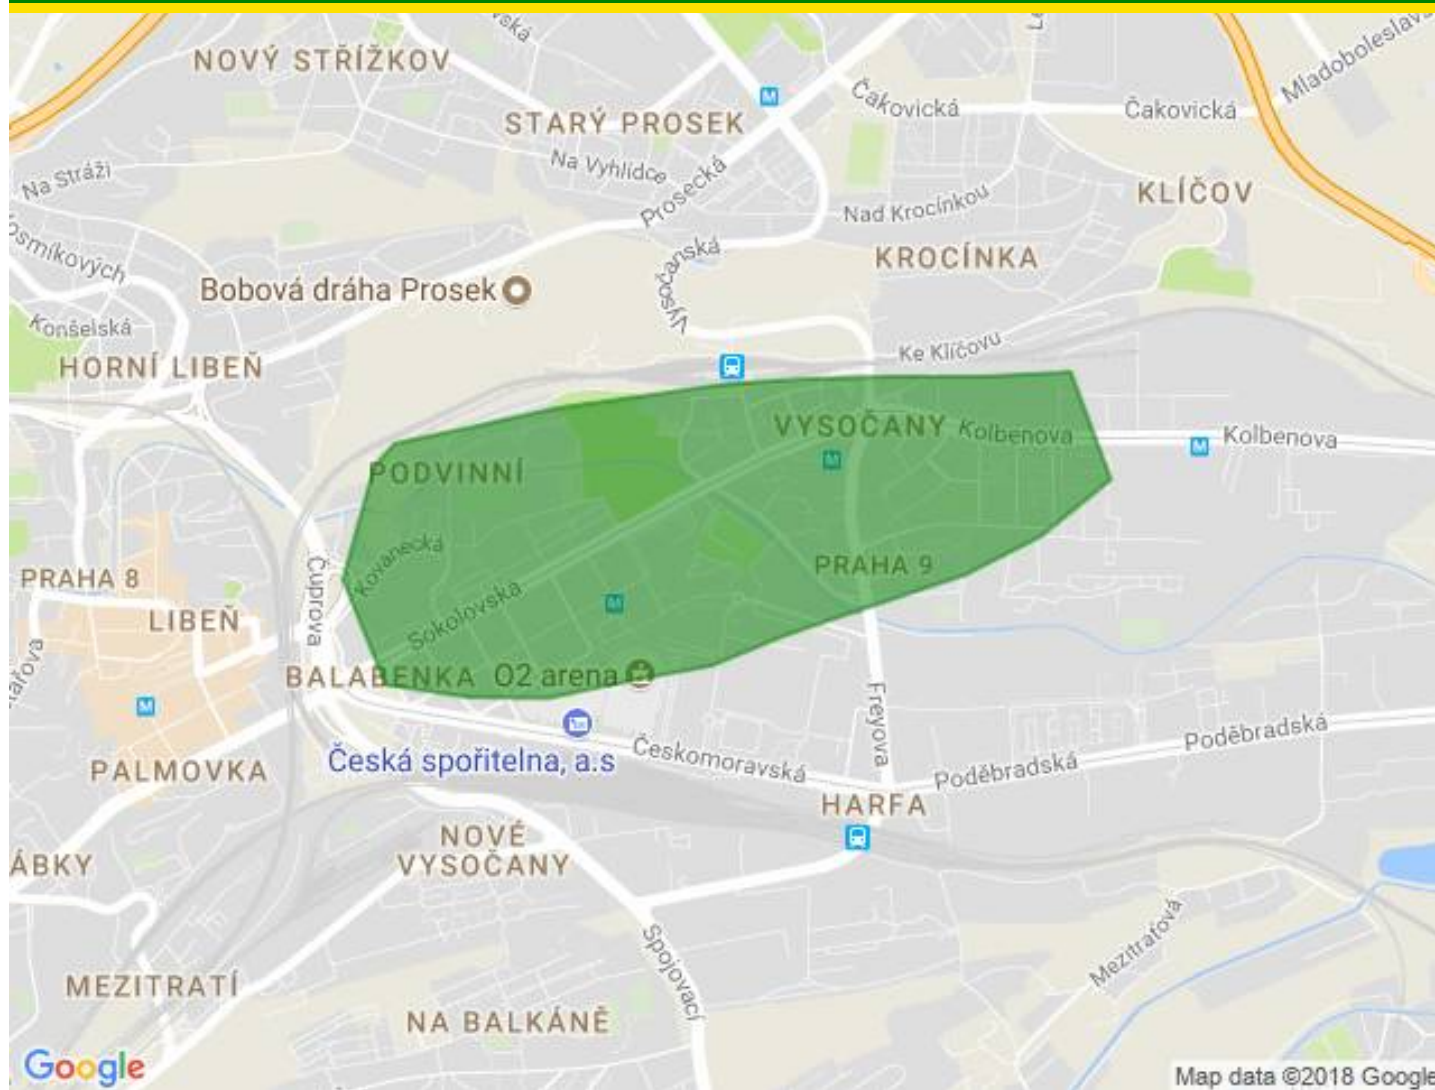 NOVÝ STŘÍŽKOV
STARÝ PROSEK
Čakovická
Čakovická
Na Stráži
Na Vyhlídce
Prosecká
KLÍČOV
Nad Krocínkou
Vysočanská
KROCÍNKA
Bobová dráha Prosek
Konšelská
HORNÍ LIBEŇ
Ke Klíčovu
VYSOČANY
Kolbenova
Kolbenova
PODVINNÍ
Kovanecká
PRAHA 9
PRAHA 8
Čuprova
LIBEŇ
Sokolovska
BALABENKA
O2 arena
Freyova
Českomoravská
Poděbradská
Poděbradská
Česká spořitelna, a.s
PALMOVKA
HARFA
NOVÉ
VYSOČANY
ÁBKY
Spojovací
Mezitraťová
MEZITRATÍ
NA BALKÁNĚ
Google
Map data ©2018 Google